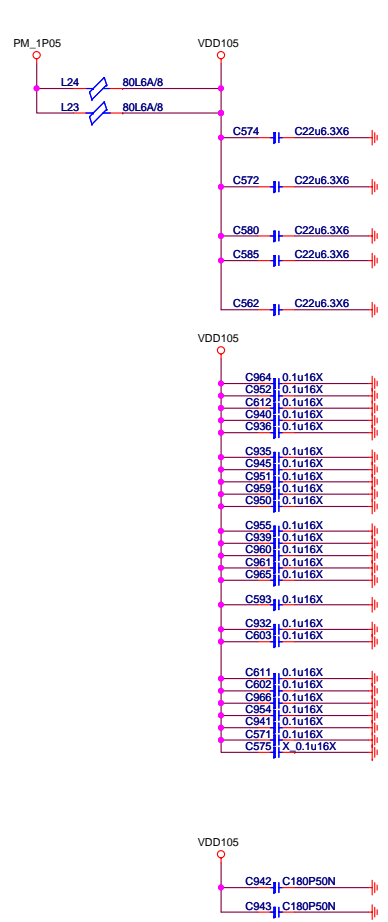 PM_1P05 VDD105
L24 80L6A/8
L23 80L6A/8
C574 C22u6.3X6
C572 C22u6.3X6
C580 C22u6.3X6
C585 C22u6.3X6
C562 C22u6.3X6
VDD105
C964 0.1u16X
C952 0.1u16X
C612 0.1u16X
C940 0.1u16X
C936 0.1u16X
C935 0.1u16X
C945 0.1u16X
C951 0.1u16X
C959 0.1u16X
C950 0.1u16X
C955 0.1u16X
C939 0.1u16X
C960 0.1u16X
C961 0.1u16X
C965 0.1u16X
C593 0.1u16X
C932 0.1u16X
C603 0.1u16X
C611 0.1u16X
C602 0.1u16X
C966 0.1u16X
C954 0.1u16X
C941 0.1u16X
C571 0.1u16X
C575 X_0.1u16X
VDD105
C942 C180P50N
C943 C180P50N